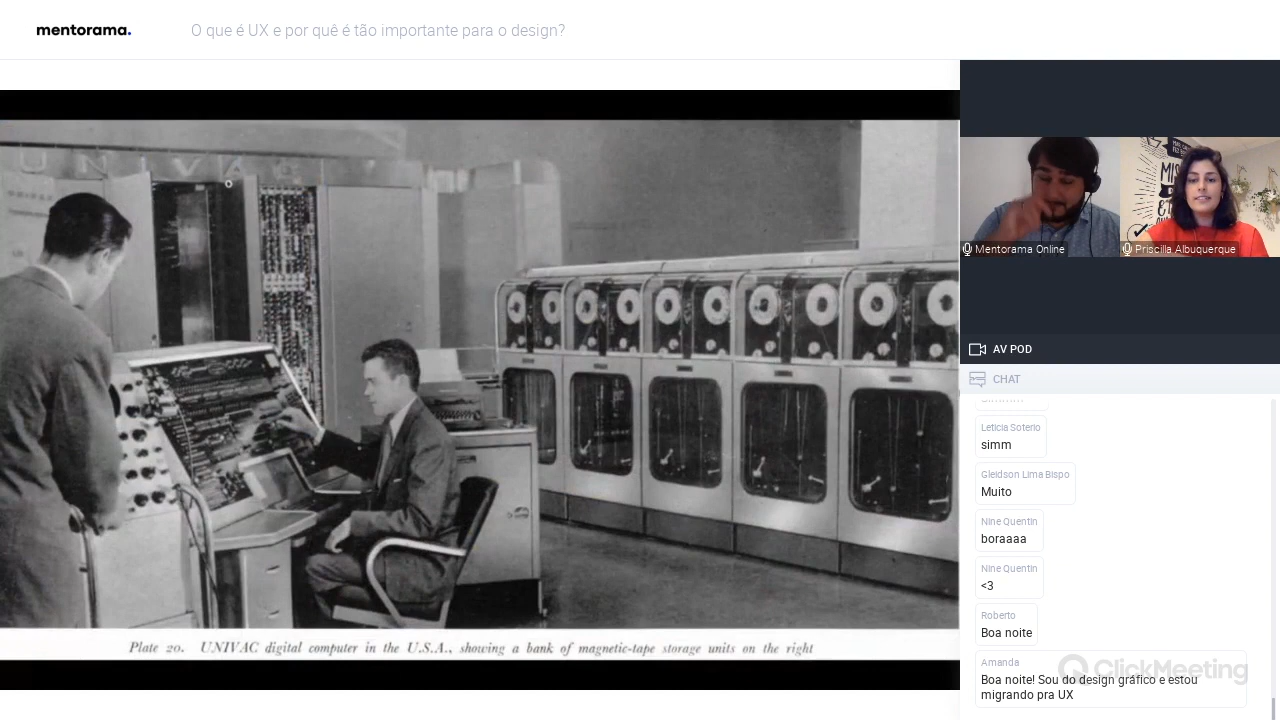 mentorama.
O que é UX e por quê é tão importante para o design?
UNIVAC
Plate 20. UNIVAC digital computer in the U.S.A., showing a bank of magnetic-tape storage units on the right
Mentorama Online
Priscilla Albuquerque
AV POD
CHAT
Leticia Soterio
simm
Gleidson Lima Bispo
Muito
Nine Quentin
boraaaa
Nine Quentin
<3
Roberto
Boa noite
Amanda
Boa noite! Sou do design gráfico e estou
migrando pra UX
ClickMeeting